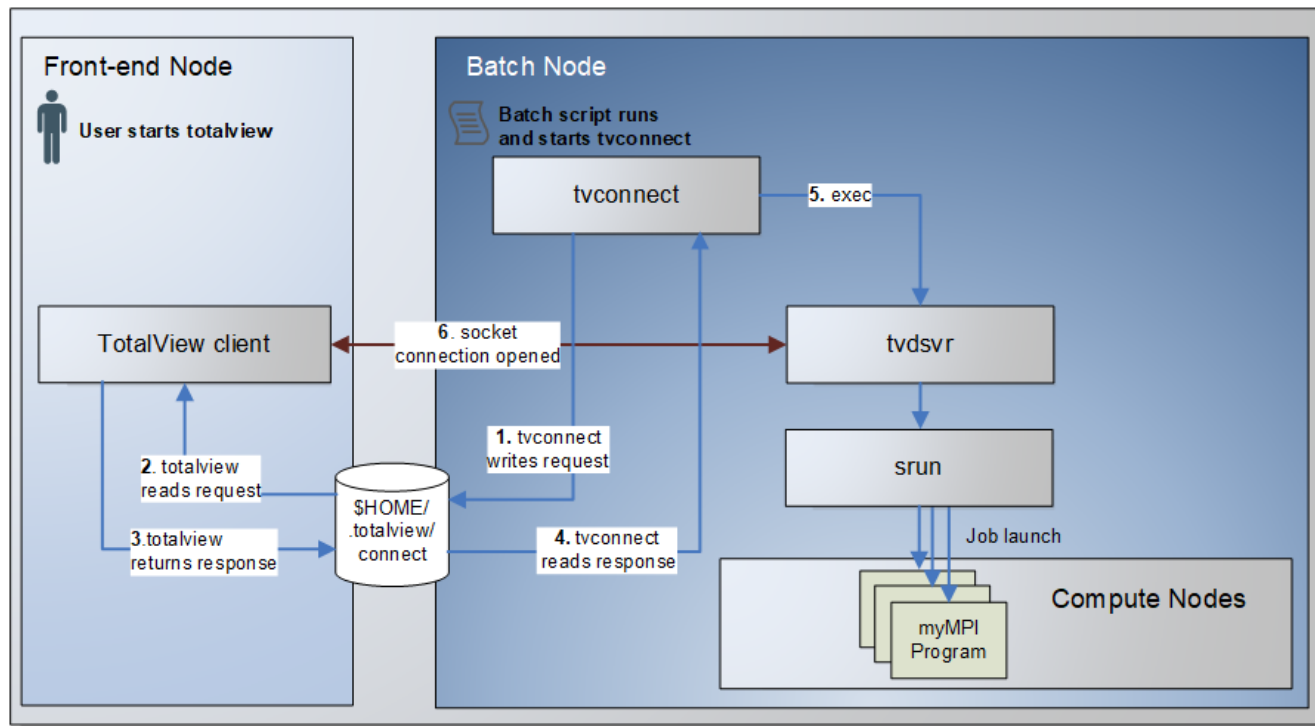 Front-end Node
User starts totalview
TotalView client
2. totalview
reads request
3.totalview
returns response
$HOME/
.totalview/
connect
Batch Node
Batch script runs
and starts tvconnect
tvconnect
5. exec
6. socket
connection opened
1. tvconnect
writes request
4. tvconnect
reads response
tvdsvr
srun
Job launch
Compute Nodes
myMPI
Program